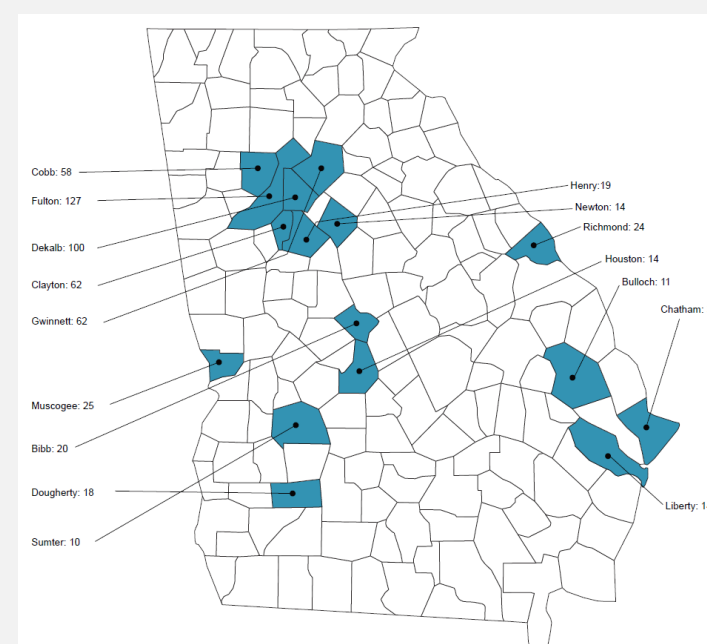 Cobb: 58
Fulton: 127
Dekalb: 100
Clayton: 62
Gwinnett: 62
Muscogee: 25
Bibb: 20
Dougherty: 18
Sumter: 10
Henry:19
Newton: 14
Richmond: 24
Houston: 14
Bulloch: 11
Chatham:
Liberty: